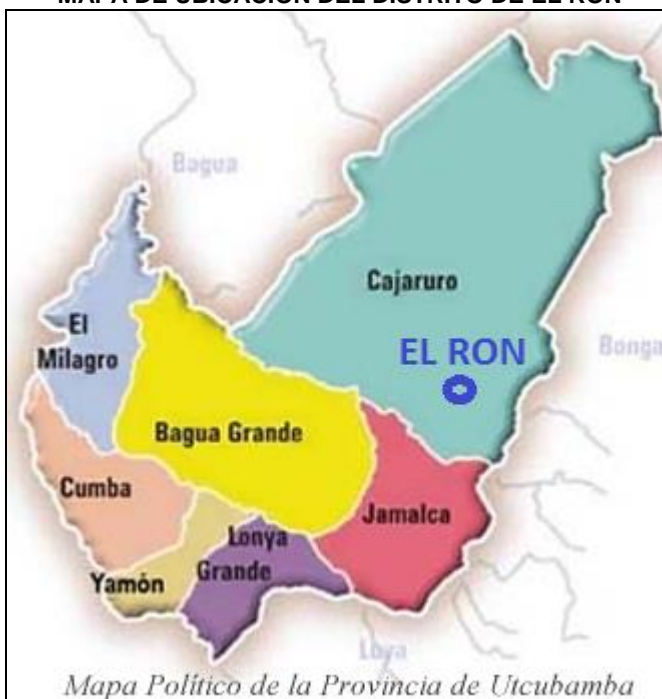 MAPA DE UBICACIÓN DEL DISTRITO DE EL RON
Bagua
Cajaruro
El
Milagro
EL RON
Bonga
Bagua Grande
Cumba
Jamalca
Lonya
Grande
Yamón
Luya
Mapa Político de la Provincia de Utcubamba